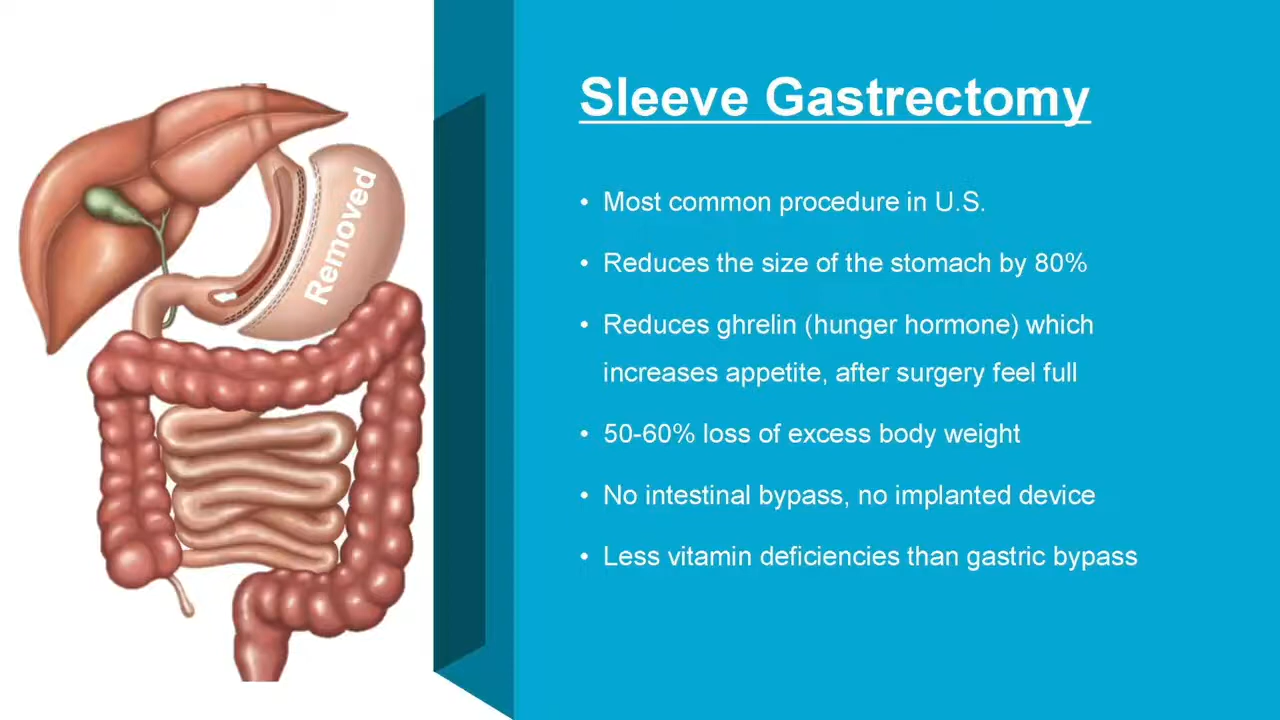 Removed
Sleeve Gastrectomy
• Most common procedure in U.S.
• Reduces the size of the stomach by 80%
• Reduces ghrelin (hunger hormone) which
increases appetite, after surgery feel full
• 50-60% loss of excess body weight
• No intestinal bypass, no implanted device
• Less vitamin deficiencies than gastric bypass